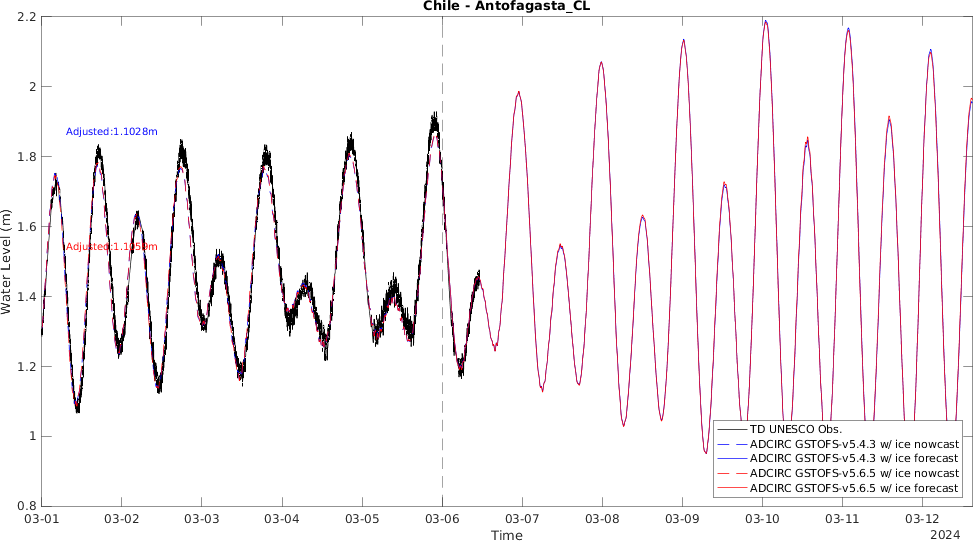 Chile - Antofagasta_CL
Water Level (m)
2.2
2
1.8
1.6
1.4
1.2
1
0.8
Adjusted:1.1028m
Adjusted:1.1059m
TD UNESCO Obs.
ADCIRC GSTOFS-v5.4.3 w/ ice nowcast
ADCIRC GSTOFS-v5.4.3 w/ ice forecast
ADCIRC GSTOFS-v5.6.5 w/ ice nowcast
ADCIRC GSTOFS-v5.6.5 w/ ice forecast
03-01 03-02 03-03 03-04 03-05 03-06 03-07 03-08 03-09 03-10 03-11 03-12
Time
2024